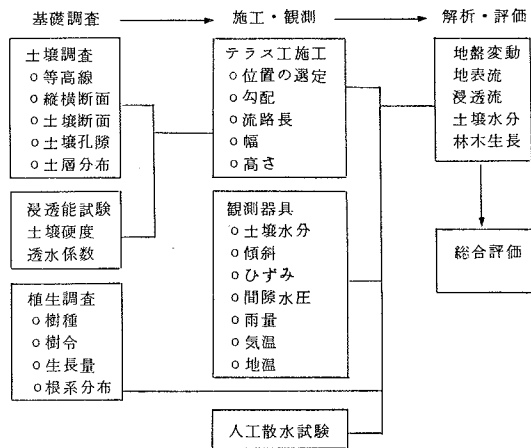 基礎調査 → 施工・観測 → 解析・評価
土壌調査
○等高線
○縦横断面
○土壌断面
○土壌孔隙
○土層分布
浸透能試験
土壌硬度
透水係数
植生調査
○樹種
○樹令
○生長量
○根系分布
テラス工施工
○位置の選定
○勾配
○流路長
○幅
○高さ
観測器具
○土壌水分
○傾斜
○ひずみ
○間隙水圧
○雨量
○気温
○地温
人工散水試験
地盤変動
地表流
浸透流
土壌水分
林木生長
総合評価